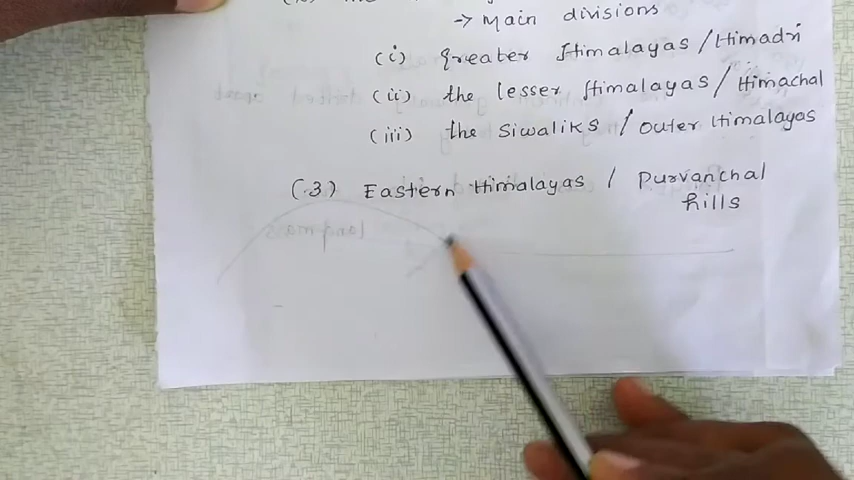 -> Main divisions
(i) Greater Himalayas / Himadri
(ii) the lesser Himalayas / Himachal
(iii) the Siwaliks / outer Himalayas
(3) Eastern Himalayas / Purvanchal
hills